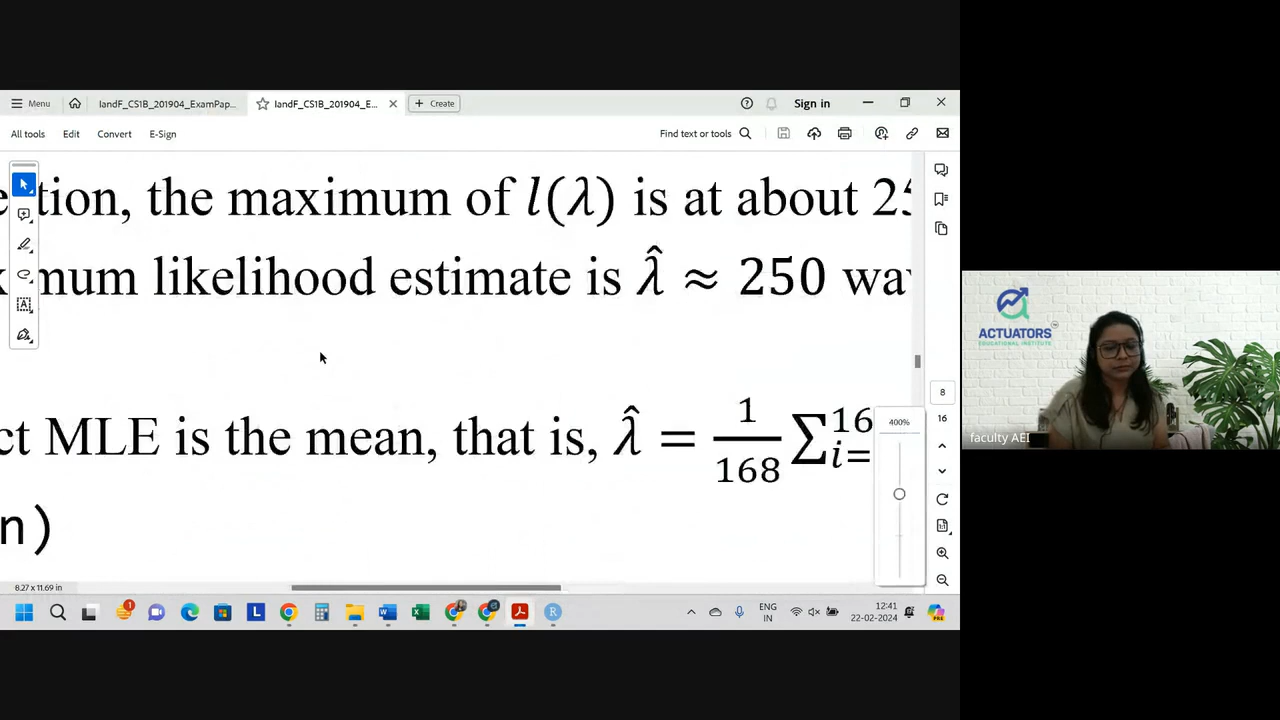 Menu
IandF_CS1B_201904_ExamPap...
IandF_CS1B_201904_E...
Create
Sign in
All tools Edit Convert E-Sign
Find text or tools
tion, the maximum of l(λ) is at about 25
mum likelihood estimate is λ̂ ≈ 250 wav
ct MLE is the mean, that is, λ̂ = 1/168 ∑ 16 i=
n)
400%
8
16
8.27 x 11.69 in
ACTUATORS
EDUCATIONAL INSTITUTE
faculty AEI
ENG
IN
12:41
22-02-2024